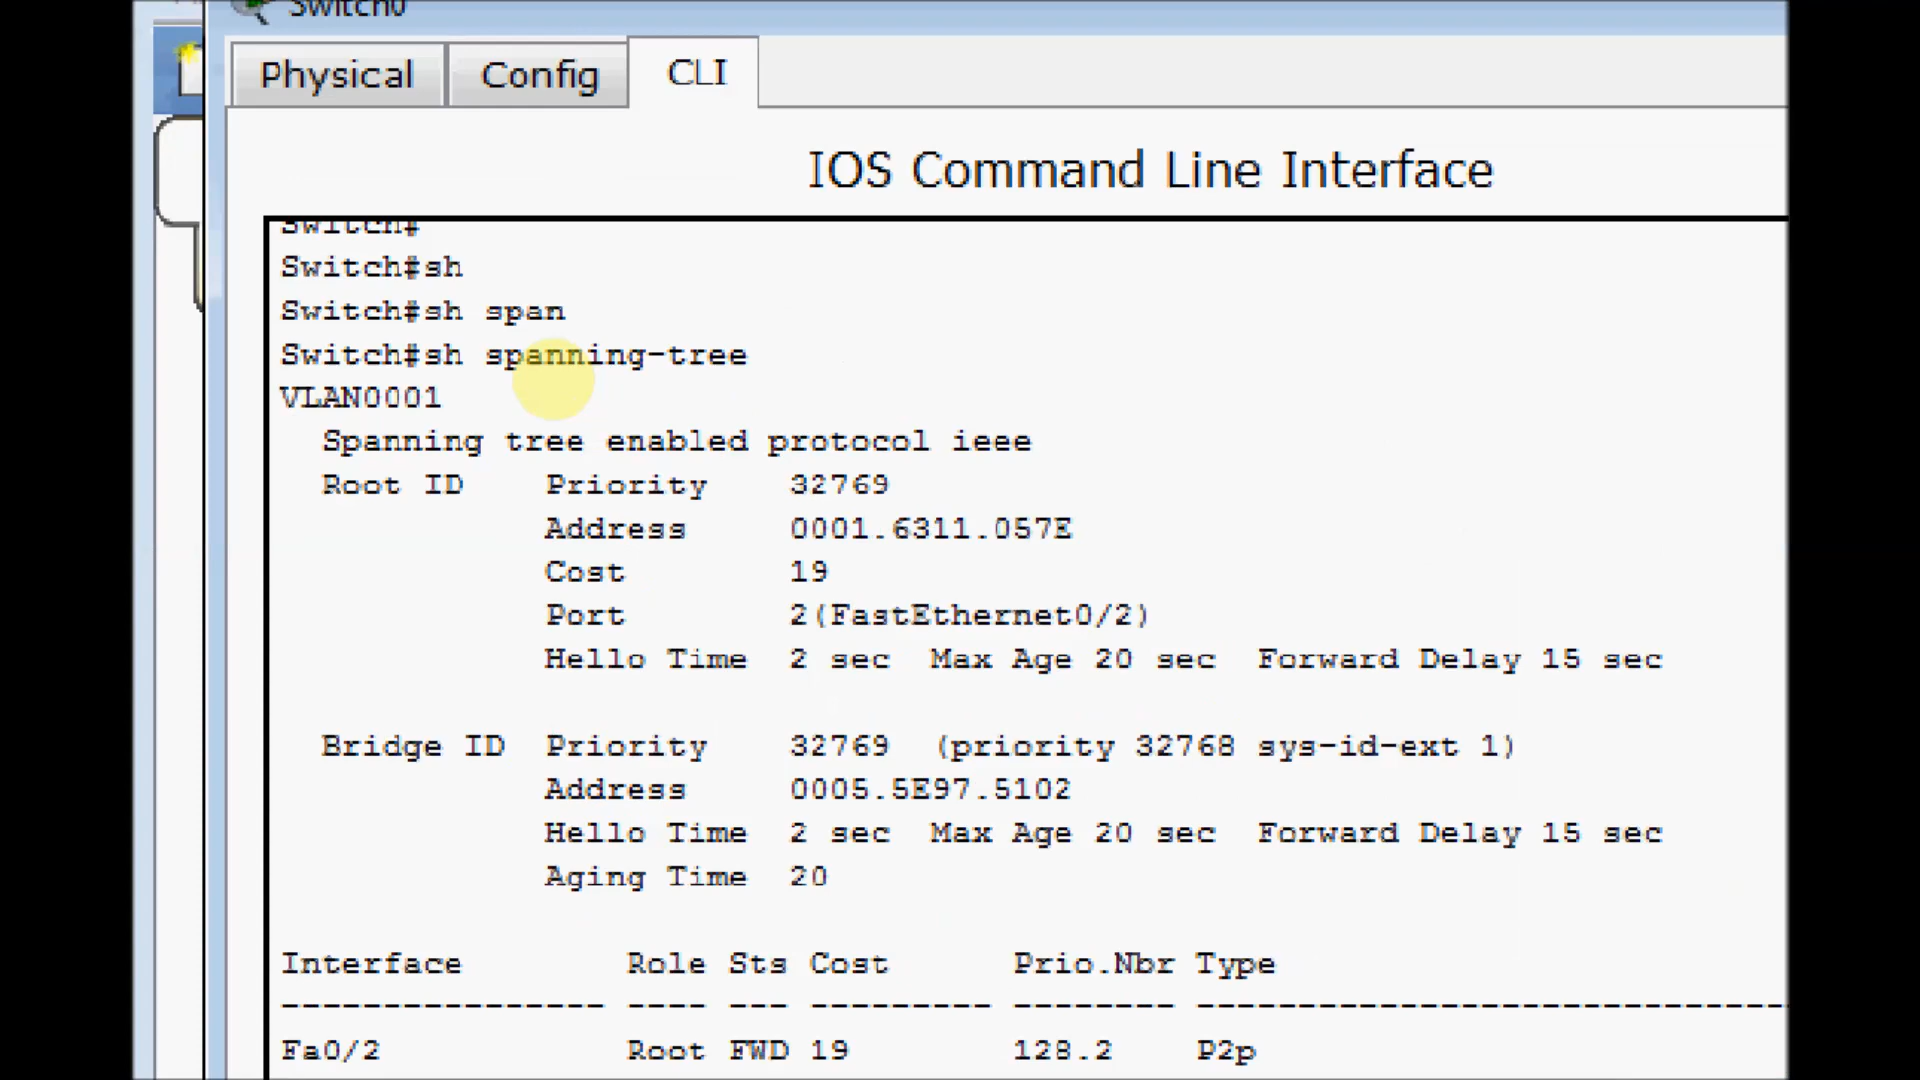 Switch0
Physical Config CLI
IOS Command Line Interface
Switch#
Switch#sh
Switch#sh span
Switch#sh spanning-tree
VLAN0001
Spanning tree enabled protocol ieee
Root ID Priority 32769
Address 0001.6311.057E
Cost 19
Port 2(FastEthernet0/2)
Hello Time 2 sec Max Age 20 sec Forward Delay 15 sec
Bridge ID Priority 32769 (priority 32768 sys-id-ext 1)
Address 0005.5E97.5102
Hello Time 2 sec Max Age 20 sec Forward Delay 15 sec
Aging Time 20
Interface Role Sts Cost Prio.Nbr Type
---------------- ---- --- --------- -------- -----------------------------
Fa0/2 Root FWD 19 128.2 P2p